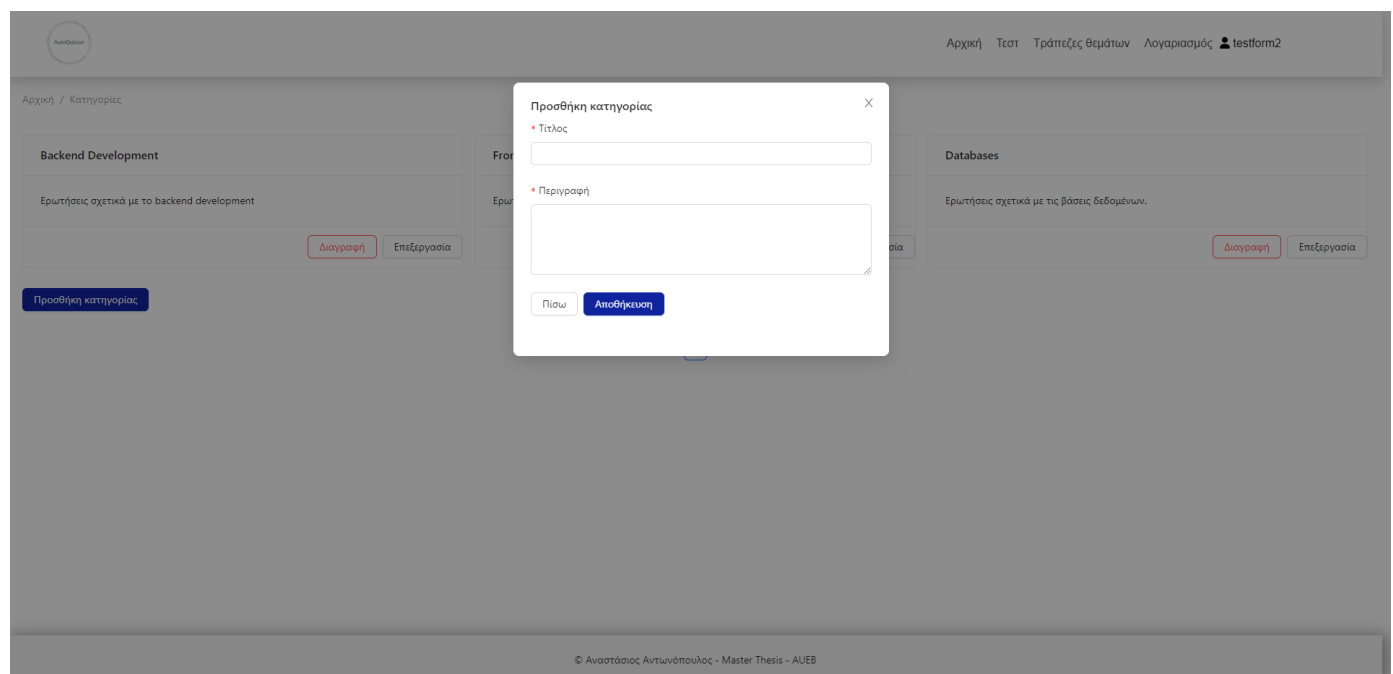 AutoQuizzer
Αρχική Τεστ Τράπεζες θεμάτων Λογαριασμός testform2
Αρχική / Κατηγορίες
Προσθήκη κατηγορίας
* Τίτλος
* Περιγραφή
Πίσω Αποθήκευση
Backend Development
Ερωτήσεις σχετικά με το backend development
Διαγραφή Επεξεργασία
Databases
Ερωτήσεις σχετικά με τις βάσεις δεδομένων.
Διαγραφή Επεξεργασία
Προσθήκη κατηγορίας
© Αναστάσιος Αντωνόπουλος - Master Thesis - AUEB